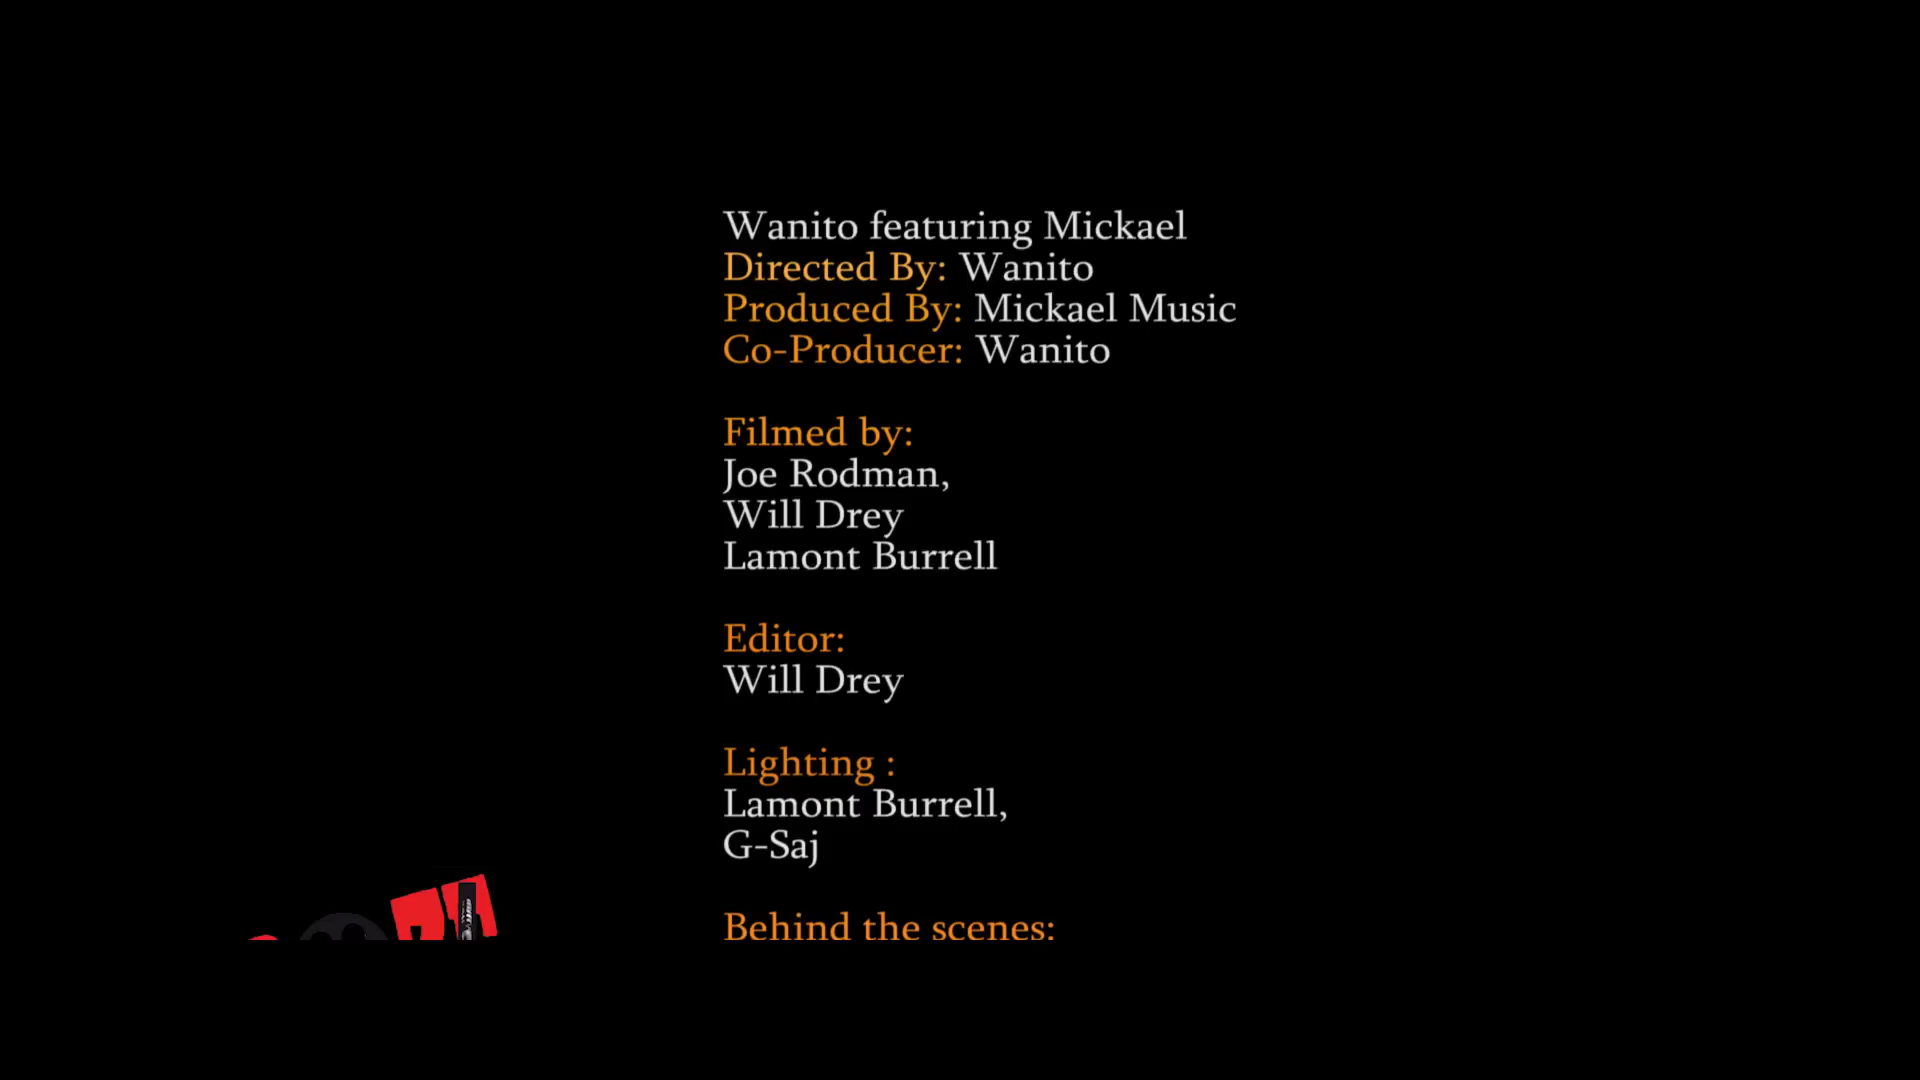 Wanito featuring Mickael
Directed By: Wanito
Produced By: Mickael Music
Co-Producer: Wanito
Filmed by:
Joe Rodman,
Will Drey
Lamont Burrell
Editor:
Will Drey
Lighting :
Lamont Burrell,
G-Saj
Behind the scenes: